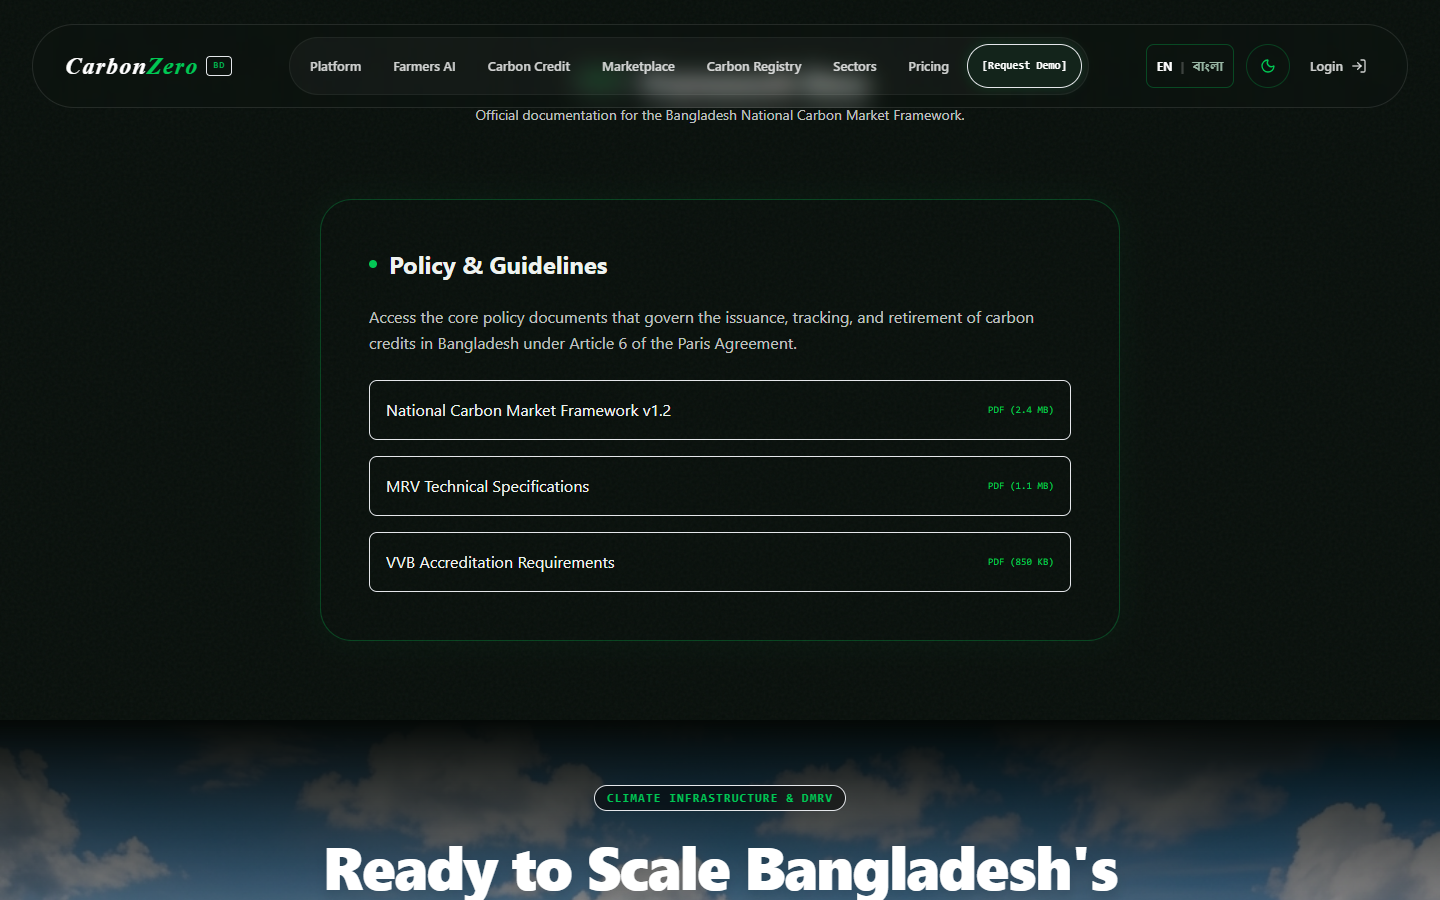 CarbonZero BD
Platform
Farmers AI
Carbon Credit
Marketplace
Carbon Registry
Sectors
Pricing
[Request Demo]
EN | বাংলা
Login
Official documentation for the Bangladesh National Carbon Market Framework.
Policy & Guidelines
Access the core policy documents that govern the issuance, tracking, and retirement of carbon
credits in Bangladesh under Article 6 of the Paris Agreement.
National Carbon Market Framework v1.2
PDF (2.4 MB)
MRV Technical Specifications
PDF (1.1 MB)
VVB Accreditation Requirements
PDF (850 KB)
CLIMATE INFRASTRUCTURE & DMRV
Ready to Scale Bangladesh's